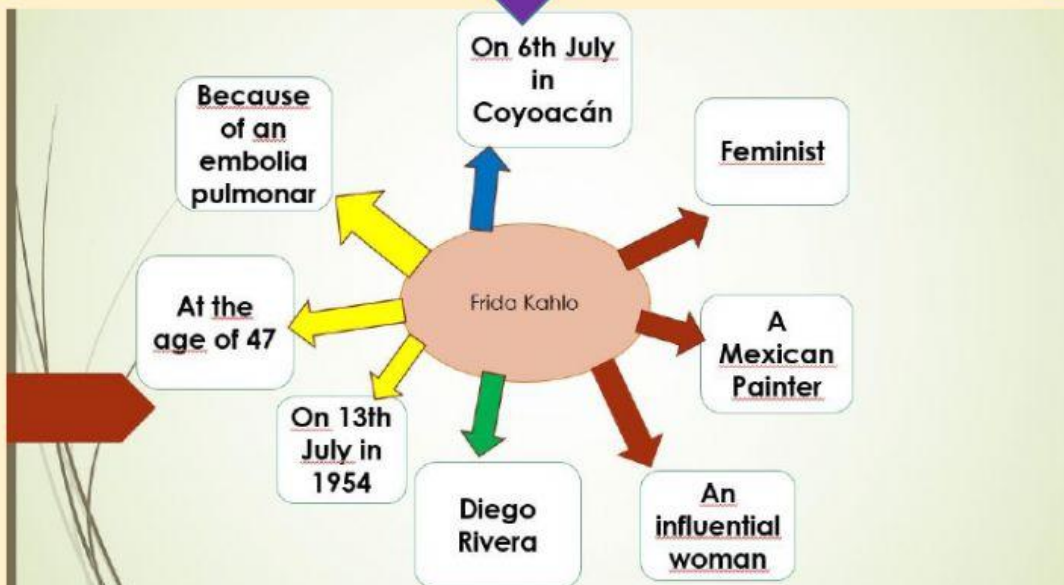 On 6th July
in
Coyoacán
Because
of an
embolia
pulmonar
Feminist
Frida Kahlo
At the
age of 47
A
Mexican
Painter
On 13th
July in
1954
Diego
Rivera
An
influential
woman